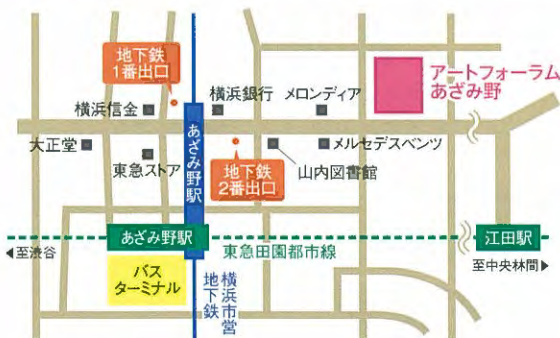 地下鉄
1番出口
アートフォーラム
あざみ野
横浜信金
横浜銀行
メロンディア
あざみ野駅
大正堂
東急ストア
地下鉄
2番出口
山内図書館
メルセデスベンツ
あざみ野駅
東急田園都市線
江田駅
◀至渋谷
至中央林間▶
バス
ターミナル
横浜市営
地下鉄